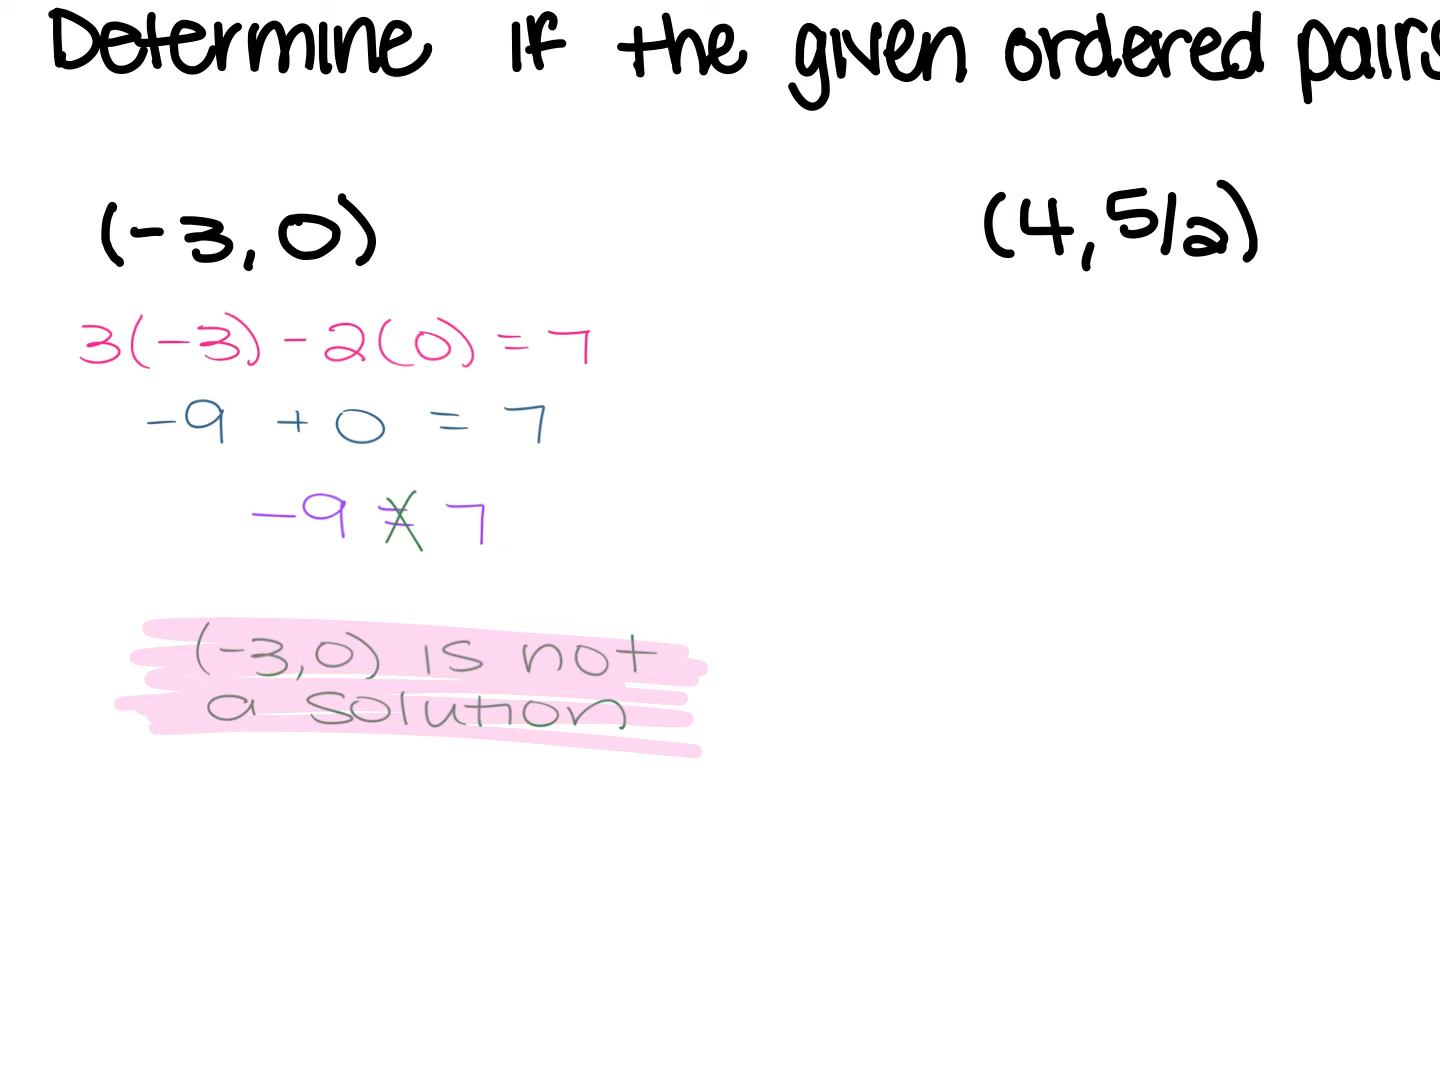 Determine if the given ordered pairs
(-3, 0)
(4, 5/2)
3(-3) - 2(0) = 7
-9 + 0 = 7
-9 ≠ 7
(-3,0) is not
a solution